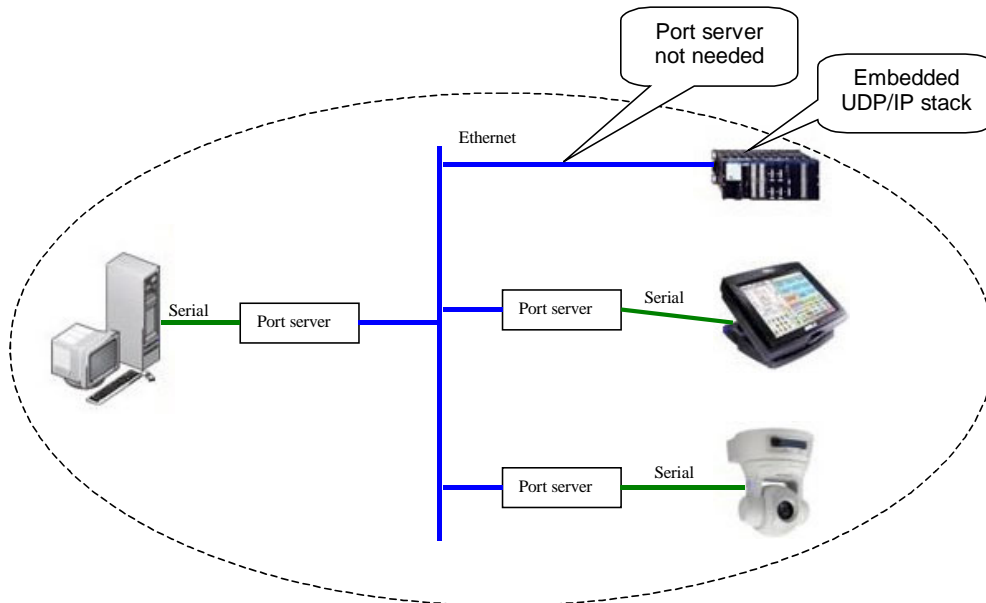 Port server
not needed
Embedded
UDP/IP stack
Ethernet
Serial
Port server
Port server
Serial
Port server
Serial